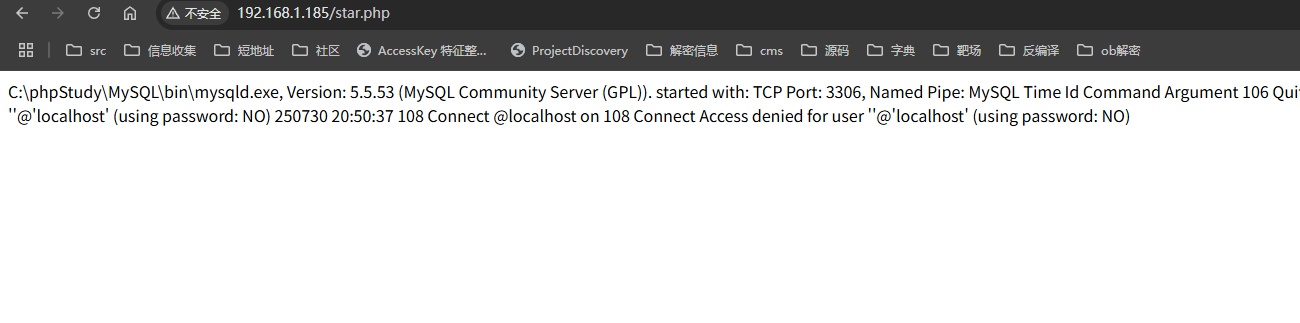 不安全 192.168.1.185/star.php
src 信息收集 短地址 社区 AccessKey 特征整... ProjectDiscovery 解密信息 cms 源码 字典 靶场 反编译 ob解密
C:\phpStudy\MySQL\bin\mysqld.exe, Version: 5.5.53 (MySQL Community Server (GPL)). started with: TCP Port: 3306, Named Pipe: MySQL Time Id Command Argument 106 Qui
''@'localhost' (using password: NO) 250730 20:50:37 108 Connect @localhost on 108 Connect Access denied for user ''@'localhost' (using password: NO)